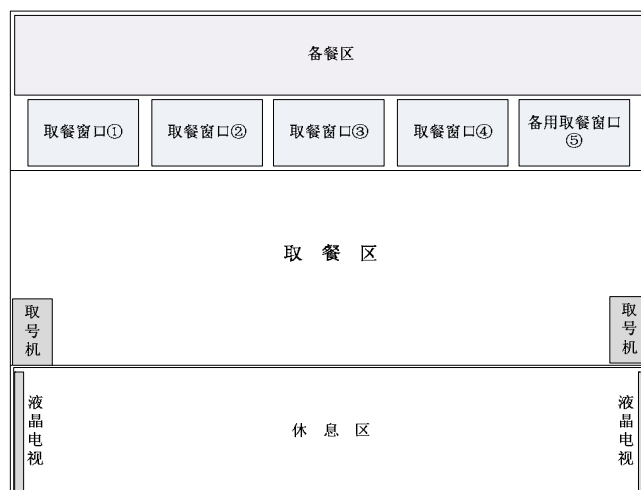 备餐区
取餐窗口①
取餐窗口②
取餐窗口③
取餐窗口④
备用取餐窗口
⑤
取 餐 区
取
号
机
取
号
机
液
晶
电
视
休 息 区
液
晶
电
视